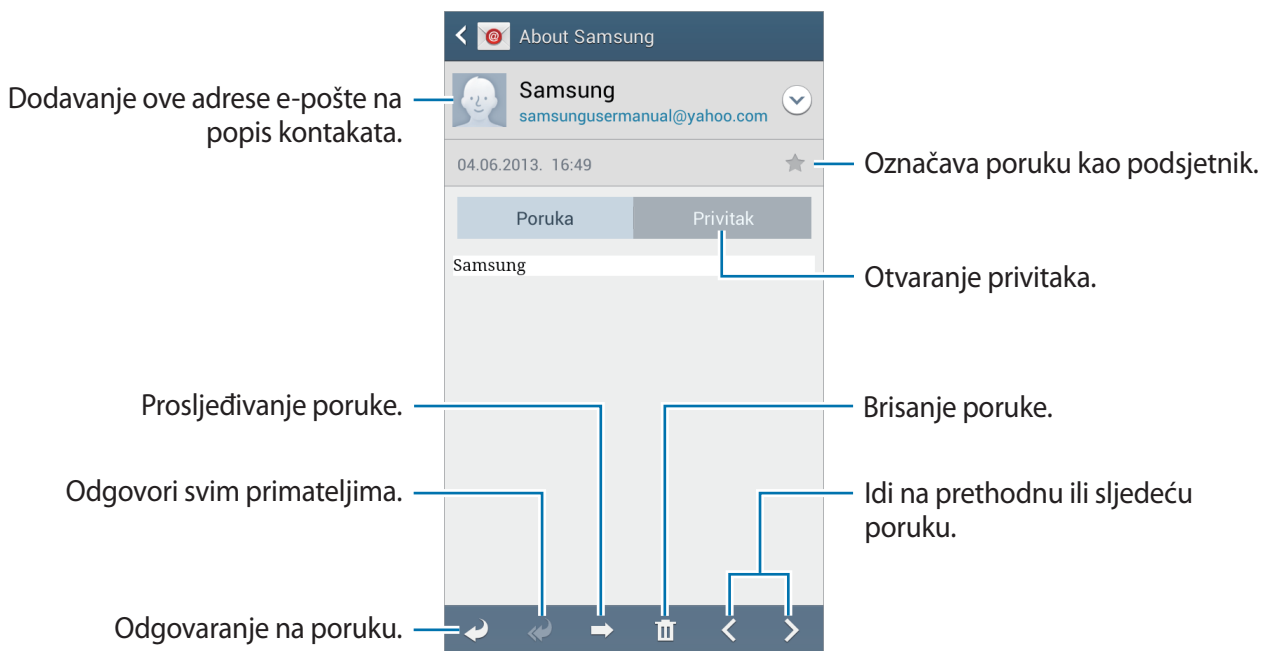 About Samsung
Samsung
samsungusermanual@yahoo.com
Dodavanje ove adrese e-pošte na
popis kontakata.
04.06.2013. 16:49
Označava poruku kao podsjetnik.
Poruka
Privitak
Samsung
Otvaranje privitaka.
Prosljeđivanje poruke.
Brisanje poruke.
Odgovori svim primateljima.
Idi na prethodnu ili sljedeću
poruku.
Odgovaranje na poruku.